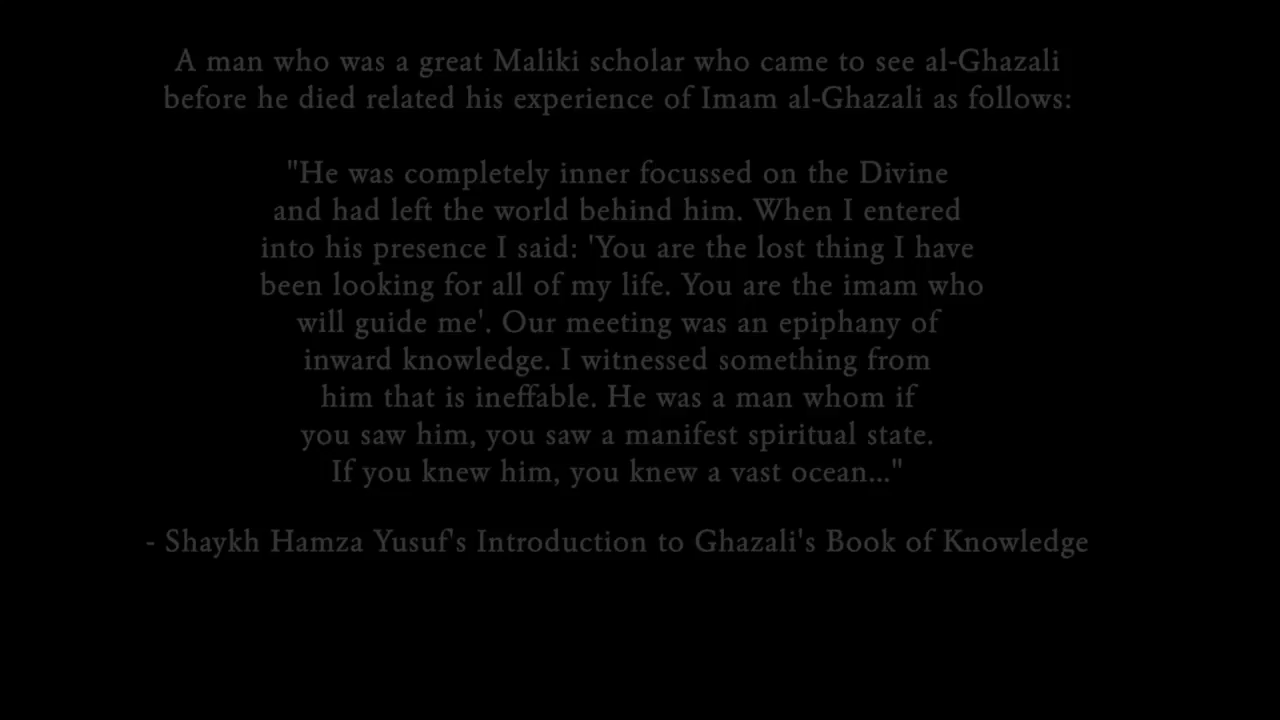 A man who was a great Maliki scholar who came to see al-Ghazali
before he died related his experience of Imam al-Ghazali as follows:
"He was completely inner focussed on the Divine
and had left the world behind him. When I entered
into his presence I said: 'You are the lost thing I have
been looking for all of my life. You are the imam who
will guide me'. Our meeting was an epiphany of
inward knowledge. I witnessed something from
him that is ineffable. He was a man whom if
you saw him, you saw a manifest spiritual state.
If you knew him, you knew a vast ocean..."
- Shaykh Hamza Yusuf's Introduction to Ghazali's Book of Knowledge